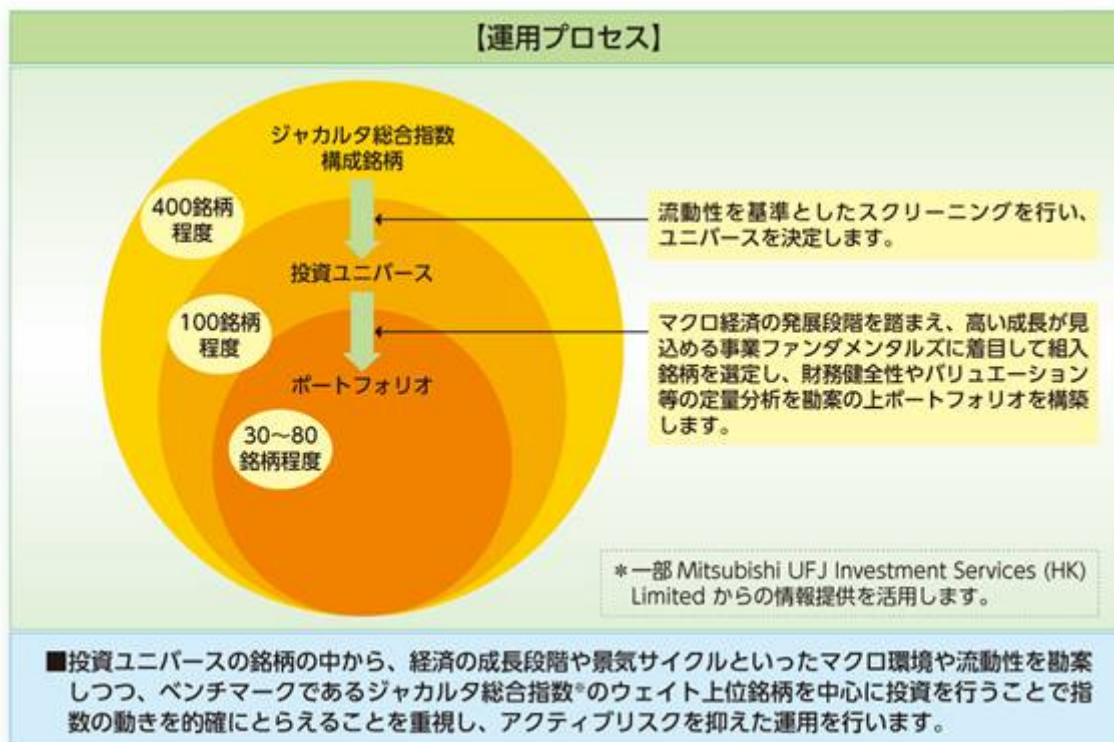 【運用プロセス】
ジャカルタ総合指数
構成銘柄
400銘柄
程度
流動性を基準としたスクリーニングを行い、
ユニバースを決定します。
投資ユニバース
100銘柄
程度
マクロ経済の発展段階を踏まえ、高い成長が見
込める事業ファンダメンタルズに着目して組入
銘柄を選定し、財務健全性やバリュエーション
等の定量分析を勘案の上ポートフォリオを構築
します。
ポートフォリオ
30～80
銘柄程度
＊一部 Mitsubishi UFJ Investment Services (HK)
Limited からの情報提供を活用します。
■投資ユニバースの銘柄の中から、経済の成長段階や景気サイクルといったマクロ環境や流動性を勘案
しつつ、ベンチマークであるジャカルタ総合指数※のウェイト上位銘柄を中心に投資を行うことで指
数の動きを的確にとらえることを重視し、アクティブリスクを抑えた運用を行います。